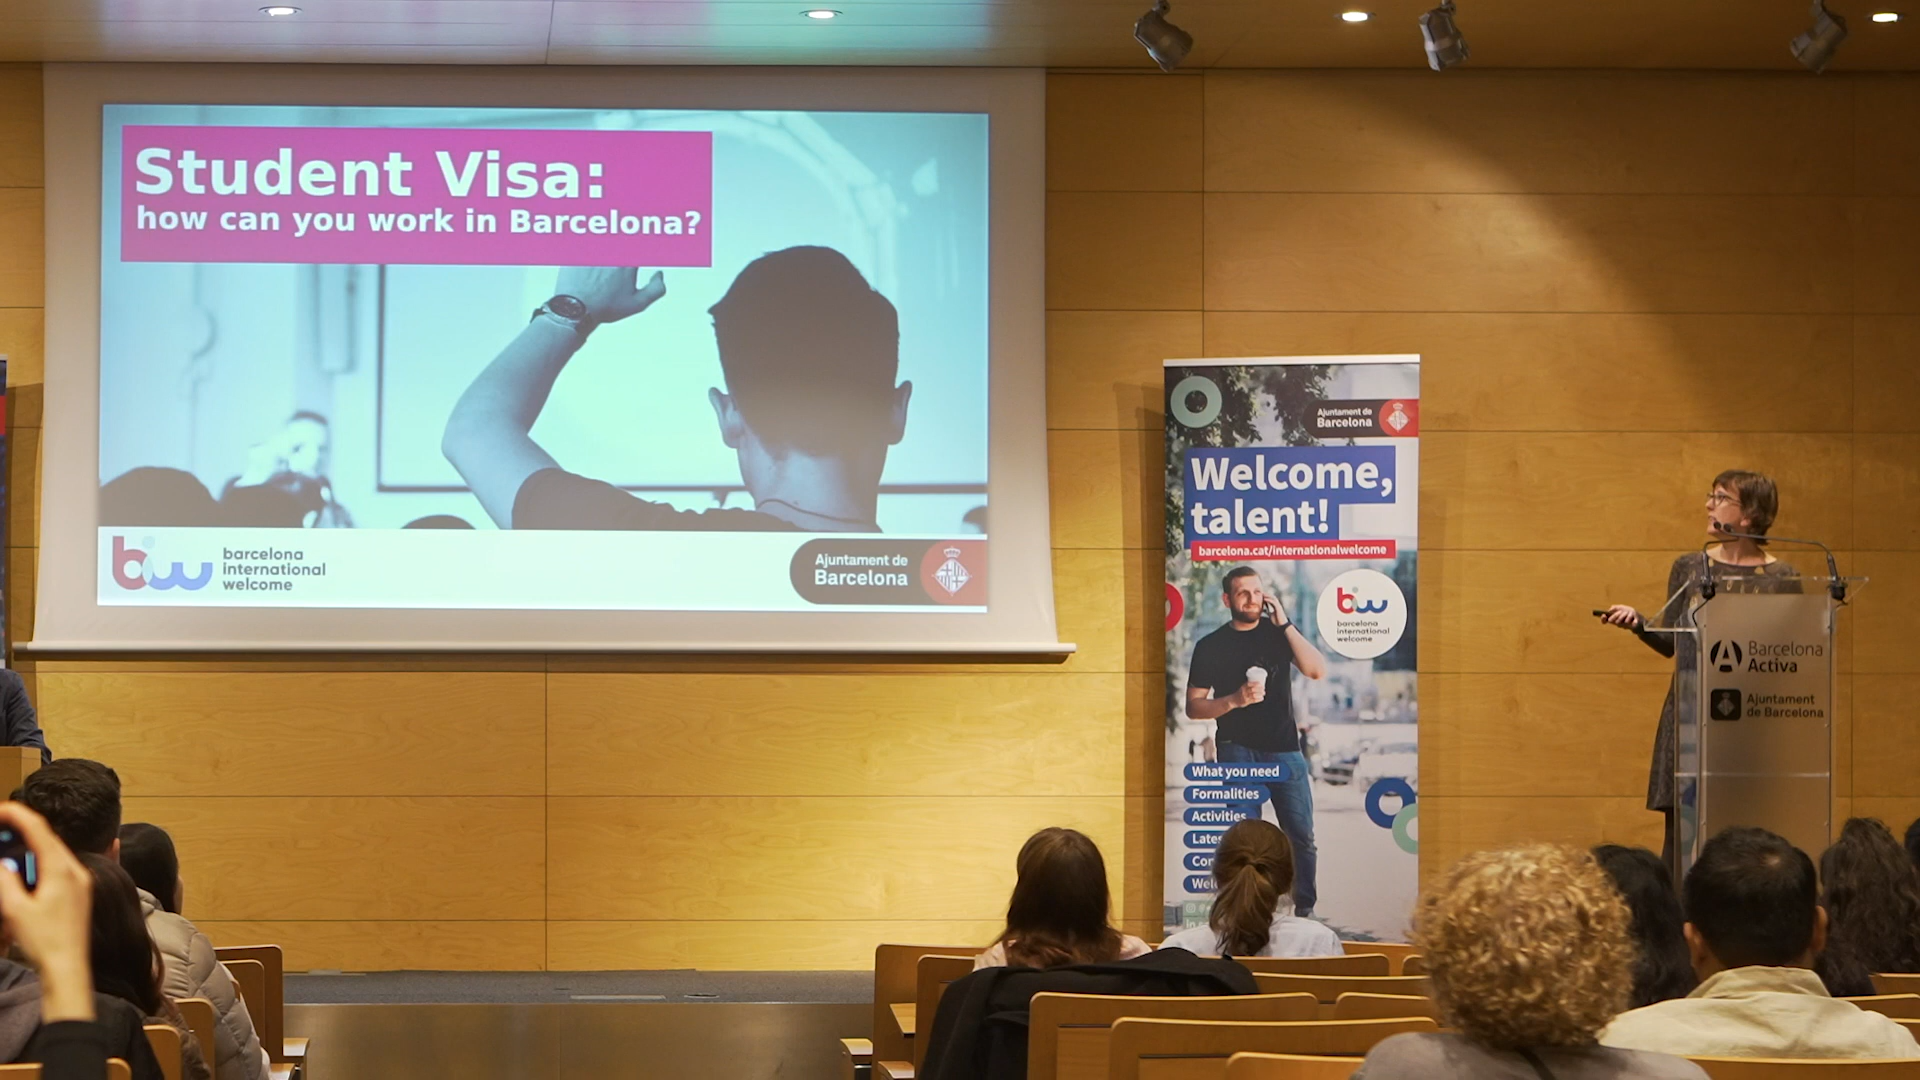 Student Visa:
how can you work in Barcelona?
barcelona
international
welcome
Ajuntament de
Barcelona
Ajuntament de
Barcelona
Welcome,
talent!
barcelona.cat/internationalwelcome
biw
barcelona
international
welcome
What you need
Formalities
Activities
Barcelona
Activa
Ajuntament
de Barcelona